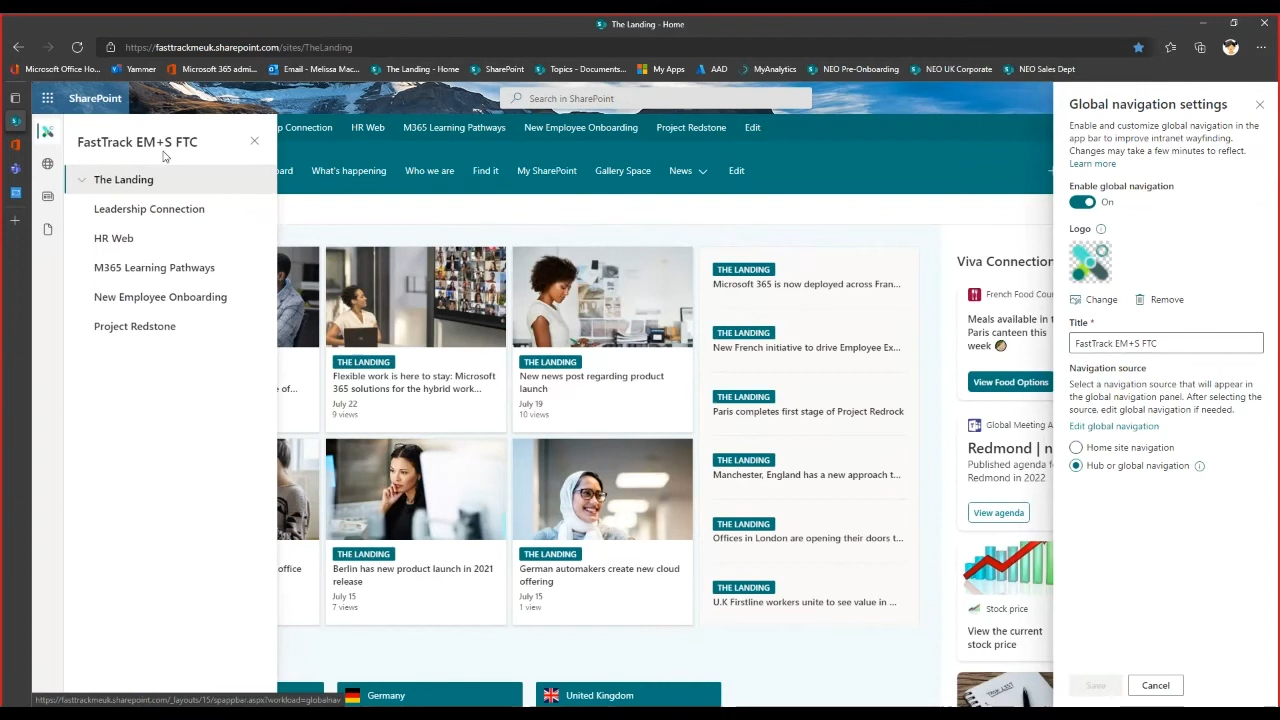 The Landing - Home
https://fasttrackmeuk.sharepoint.com/sites/TheLanding
Microsoft Office Ho...
Yammer
Microsoft 365 admi...
Email - Melissa Mac...
The Landing - Home
SharePoint
Topics - Documents...
My Apps
AAD
MyAnalytics
NEO Pre-Onboarding
NEO UK Corporate
NEO Sales Dept
SharePoint
Search in SharePoint
FastTrack EM+S FTC
The Landing
Leadership Connection
HR Web
M365 Learning Pathways
New Employee Onboarding
Project Redstone
p Connection
HR Web
M365 Learning Pathways
New Employee Onboarding
Project Redstone
Edit
ard
What's happening
Who we are
Find it
My SharePoint
Gallery Space
News
Edit
e of...
THE LANDING
Flexible work is here to stay: Microsoft
365 solutions for the hybrid work...
July 22
9 views
THE LANDING
New news post regarding product
launch
July 19
10 views
office
THE LANDING
Berlin has new product launch in 2021
release
July 15
7 views
THE LANDING
German automakers create new cloud
offering
July 15
1 view
THE LANDING
Microsoft 365 is now deployed across Fran...
THE LANDING
New French initiative to drive Employee Ex...
THE LANDING
Paris completes first stage of Project Redrock
THE LANDING
Manchester, England has a new approach t...
THE LANDING
Offices in London are opening their doors t...
THE LANDING
U.K Firstline workers unite to see value in ...
Germany
United Kingdom
Viva Connection
French Food Cou
Meals available in t
Paris canteen this
week
View Food Options
Global Meeting A
Redmond | n
Published agenda f
Redmond in 2022
View agenda
Stock price
View the current
stock price
Global navigation settings
Enable and customize global navigation in the
app bar to improve intranet wayfinding.
Changes may take a few minutes to reflect.
Learn more
Enable global navigation
On
Logo
Change
Remove
Title *
FastTrack EM+S FTC
Navigation source
Select a navigation source that will appear in
the global navigation panel. After selecting the
source, edit global navigation if needed.
Edit global navigation
Home site navigation
Hub or global navigation
Save
Cancel
https://fasttrackmeuk.sharepoint.com/_layouts/15/spappbar.aspx?workload=globalnav